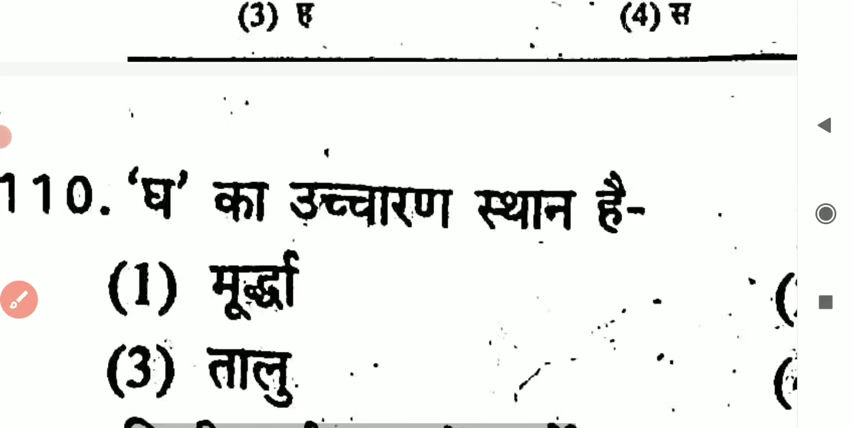 (3) ह (4) स
110. ‘घ’ का उच्चारण स्थान है-
(1) मूर्द्धा (
(3) तालु (